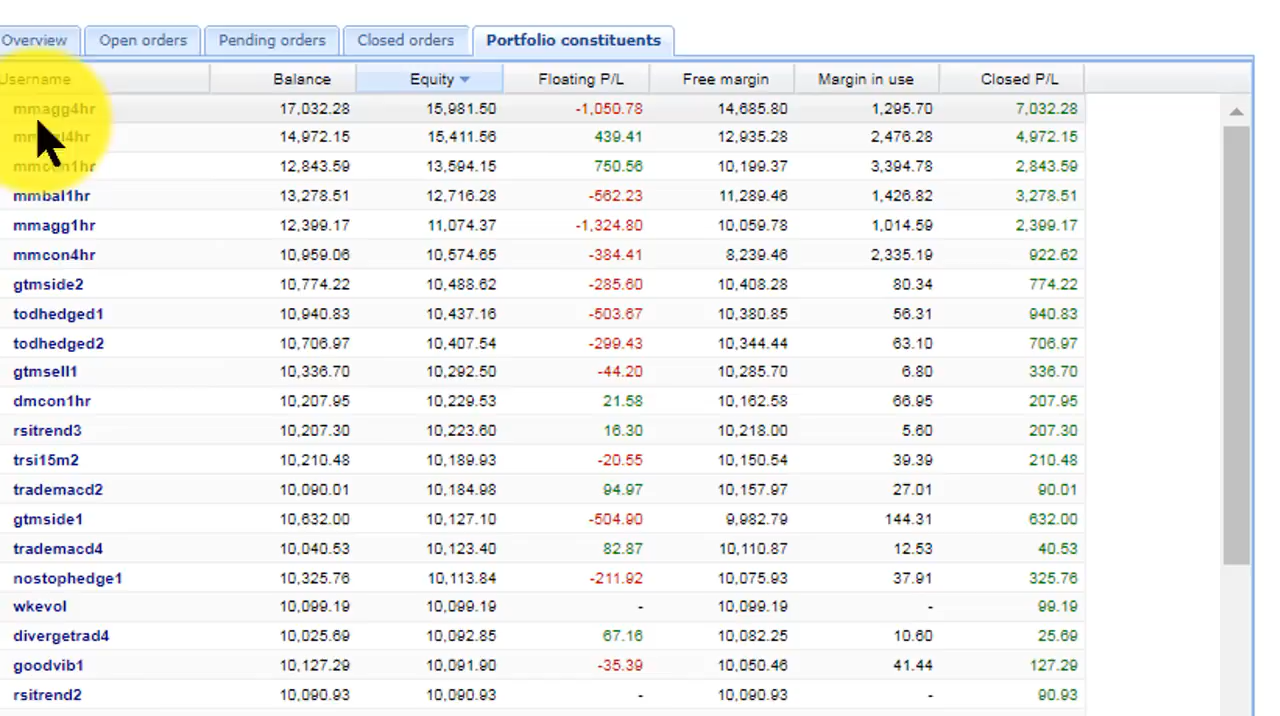 Overview Open orders Pending orders Closed orders Portfolio constituents
Username Balance Equity Floating P/L Free margin Margin in use Closed P/L
mmagg4hr 17,032.28 15,981.50 -1,050.78 14,685.80 1,295.70 7,032.28
mmbal4hr 14,972.15 15,411.56 439.41 12,935.28 2,476.28 4,972.15
mmcon1hr 12,843.59 13,594.15 750.56 10,199.37 3,394.78 2,843.59
mmbal1hr 13,278.51 12,716.28 -562.23 11,289.46 1,426.82 3,278.51
mmagg1hr 12,399.17 11,074.37 -1,324.80 10,059.78 1,014.59 2,399.17
mmcon4hr 10,959.06 10,574.65 -384.41 8,239.46 2,335.19 922.62
gtmside2 10,774.22 10,488.62 -285.60 10,408.28 80.34 774.22
todhedged1 10,940.83 10,437.16 -503.67 10,380.85 56.31 940.83
todhedged2 10,706.97 10,407.54 -299.43 10,344.44 63.10 706.97
gtmsell1 10,336.70 10,292.50 -44.20 10,285.70 6.80 336.70
dmcon1hr 10,207.95 10,229.53 21.58 10,162.58 66.95 207.95
rsitrend3 10,207.30 10,223.60 16.30 10,218.00 5.60 207.30
trsi15m2 10,210.48 10,189.93 -20.55 10,150.54 39.39 210.48
trademacd2 10,090.01 10,184.98 94.97 10,157.97 27.01 90.01
gtmside1 10,632.00 10,127.10 -504.90 9,982.79 144.31 632.00
trademacd4 10,040.53 10,123.40 82.87 10,110.87 12.53 40.53
nostophedge1 10,325.76 10,113.84 -211.92 10,075.93 37.91 325.76
wkevol 10,099.19 10,099.19 - 10,099.19 - 99.19
divergetrad4 10,025.69 10,092.85 67.16 10,082.25 10.60 25.69
goodvib1 10,127.29 10,091.90 -35.39 10,050.46 41.44 127.29
rsitrend2 10,090.93 10,090.93 - 10,090.93 - 90.93